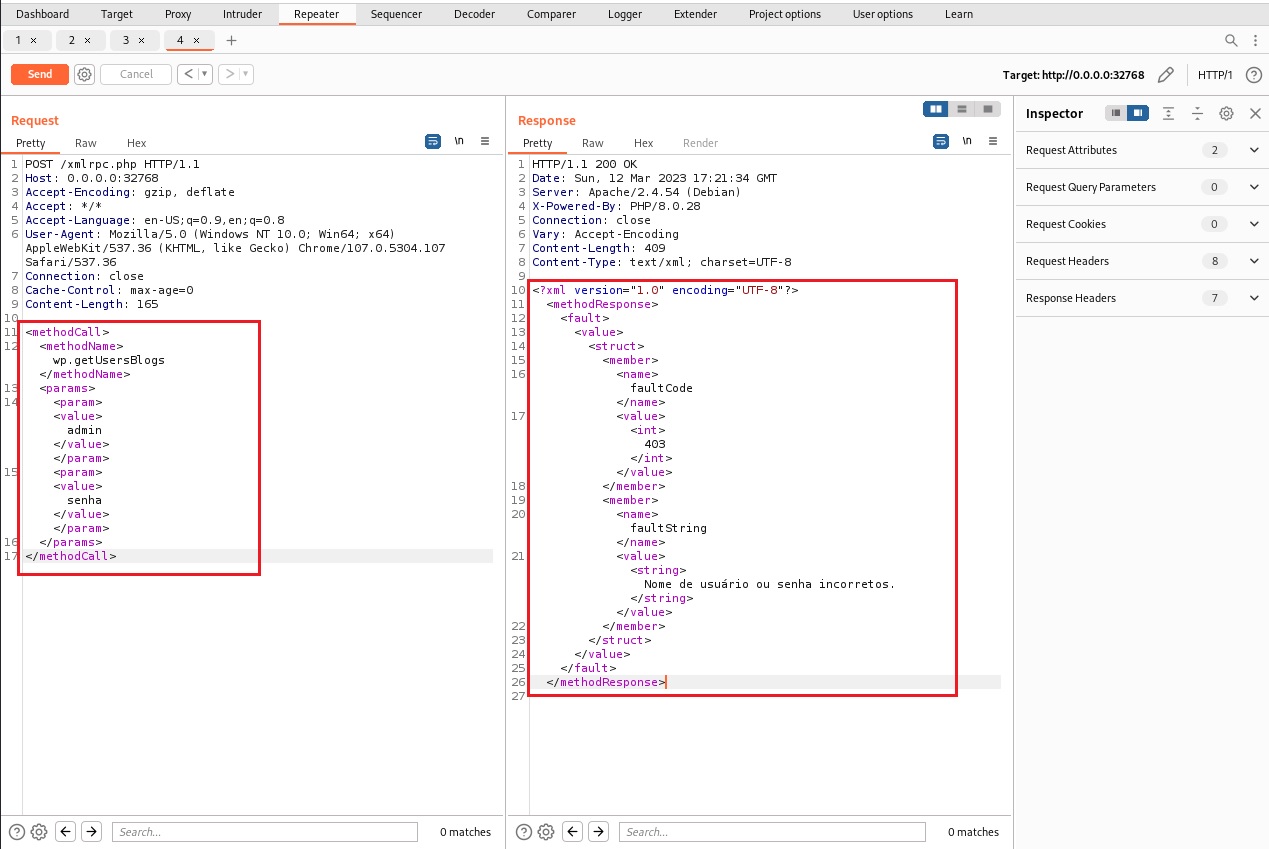 Dashboard Target Proxy Intruder Repeater Sequencer Decoder Comparer Logger Extender Project options User options Learn
1 × 2 × 3 × 4 × +
Send Cancel < > Target: http://0.0.0.0:32768 HTTP/1 ?
Request
Pretty Raw Hex \n
1 POST /xmlrpc.php HTTP/1.1
2 Host: 0.0.0.0:32768
3 Accept-Encoding: gzip, deflate
4 Accept: */*
5 Accept-Language: en-US;q=0.9,en;q=0.8
6 User-Agent: Mozilla/5.0 (Windows NT 10.0; Win64; x64)
AppleWebKit/537.36 (KHTML, like Gecko) Chrome/107.0.5304.107
Safari/537.36
7 Connection: close
8 Cache-Control: max-age=0
9 Content-Length: 165
10
11 <methodCall>
12 <methodName>
wp.getUsersBlogs
</methodName>
13 <params>
14 <param>
<value>
admin
</value>
</param>
15 <param>
<value>
senha
</value>
</param>
16 </params>
17 </methodCall>
? Search... 0 matches
Response
Pretty Raw Hex Render \n
1 HTTP/1.1 200 OK
2 Date: Sun, 12 Mar 2023 17:21:34 GMT
3 Server: Apache/2.4.54 (Debian)
4 X-Powered-By: PHP/8.0.28
5 Connection: close
6 Vary: Accept-Encoding
7 Content-Length: 409
8 Content-Type: text/xml; charset=UTF-8
9
10 <?xml version="1.0" encoding="UTF-8"?>
11 <methodResponse>
12 <fault>
13 <value>
14 <struct>
15 <member>
16 <name>
faultCode
</name>
17 <value>
<int>
403
</int>
</value>
18 </member>
19 <member>
20 <name>
faultString
</name>
21 <value>
<string>
Nome de usuário ou senha incorretos.
</string>
</value>
22 </member>
23 </struct>
24 </value>
25 </fault>
26 </methodResponse>
27
? Search... 0 matches
Inspector
Request Attributes 2
Request Query Parameters 0
Request Cookies 0
Request Headers 8
Response Headers 7